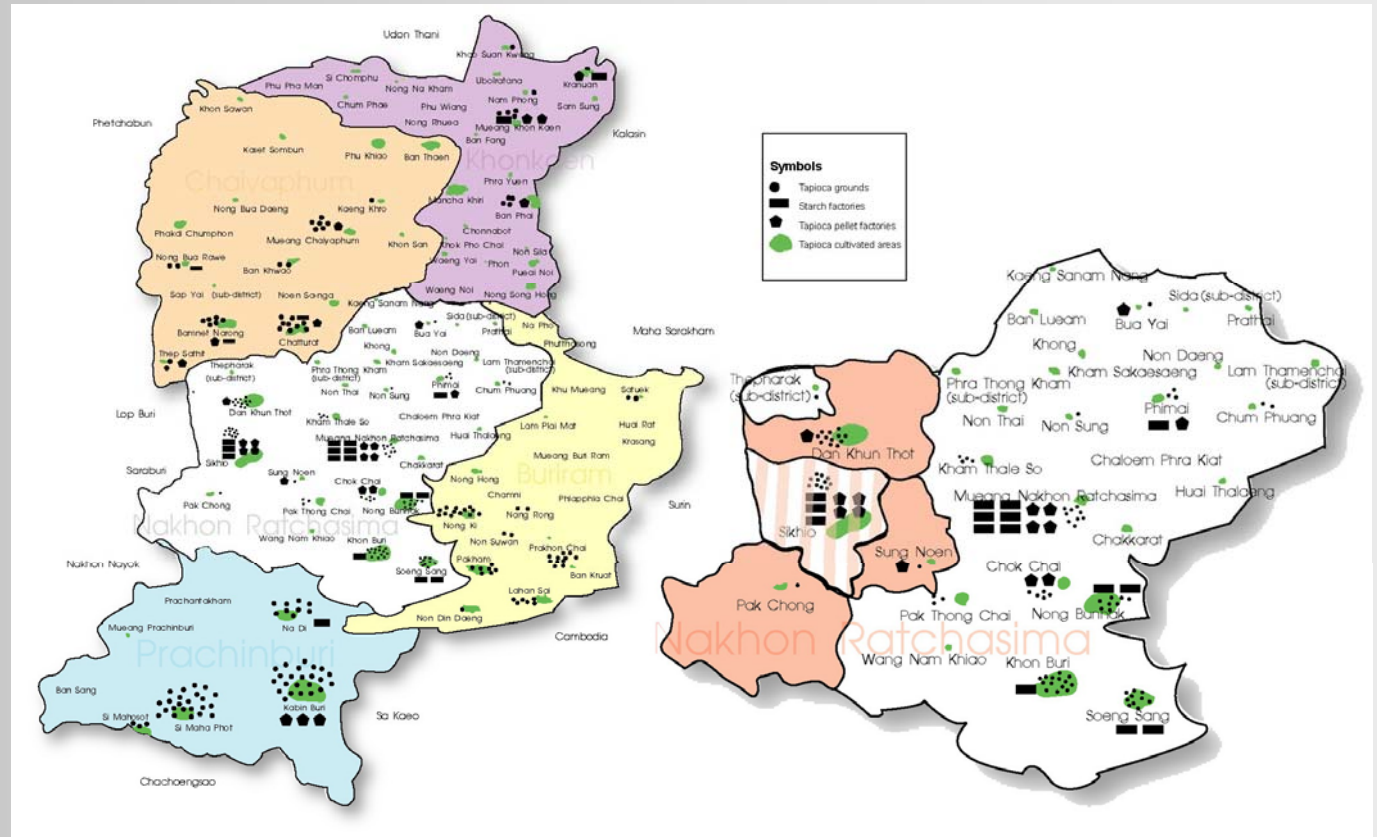 Udon Thani
Khao Suan Kwang
Si Chomphu
Ubolratana
Kranuan
Phu Pha Man
Nong Na Kham
Nam Phong
Sam Sung
Khon Sawan
Chum Phae
Phu Wiang
Phetchabun
Nong Rhuea
Mueang Khon Kaen
Kalasin
Ban Fang
Kaset Sombun
Phu Khiao
Ban Thaen
Khonkaen
Chaiyaphum
Phra Yuen
Mancha Khiri
Nong Bua Daeng
Kaeng Khro
Ban Phai
Phakdi Chumphon
Mueang Chaiyaphum
Khon San
Chonnabot
Khok Pho Chai
Non Sila
Nong Bua Rawe
Ban Khwao
Waeng Yai
Phon
Pueai Noi
Sap Yai (sub-district)
Noen Sa-nga
Waeng Noi
Nong Song Hong
Kaeng Sanam Nang
Bamnet Narong
Chatturat
Ban Lueam
Bua Yai
Sida (sub-district)
Prathai
Na Pho
Maha Sarakham
Phutthasong
Thep Sathit
Khong
Non Daeng
Thepharak
(sub-district)
Phra Thong Kham
(sub-district)
Kham Sakaesaeng
Lam Thamenchai
(sub-district)
Non Thai
Non Sung
Phimai
Chum Phuang
Khu Mueang
Satuek
Lop Buri
Dan Khun Thot
Kham Thale So
Chaloem Phra Kiat
Lam Plai Mat
Huai Rat
Mueang Nakhon Ratchasima
Huai Thalaeng
Krasang
Saraburi
Sikhio
Sung Noen
Chakkarat
Mueang Buri Ram
Buriram
Nong Hong
Chok Chai
Pak Chong
Pak Thong Chai
Nong Bunnak
Chamni
Phlapphla Chai
Surin
Nakhon Ratchasima
Nong Ki
Nang Rong
Wang Nam Khiao
Khon Buri
Non Suwan
Prakhon Chai
Nakhon Nayok
Soeng Sang
Pakham
Ban Kruat
Prachantakham
Lahan Sai
Na Di
Non Din Daeng
Mueang Prachinburi
Cambodia
Prachinburi
Ban Sang
Kabin Buri
Si Mahosot
Si Maha Phot
Sa Kaeo
Chachoengsao
Symbols
Tapioca grounds
Starch factories
Tapioca pellet factories
Tapioca cultivated areas
Kaeng Sanam Nang
Sida (sub-district)
Ban Lueam
Bua Yai
Prathai
Khong
Non Daeng
Thepharak
(sub-district)
Phra Thong Kham
(sub-district)
Kham Sakaesaeng
Lam Thamenchai
(sub-district)
Non Thai
Non Sung
Phimai
Chum Phuang
Dan Khun Thot
Kham Thale So
Chaloem Phra Kiat
Mueang Nakhon Ratchasima
Huai Thalaeng
Sikhio
Sung Noen
Chakkarat
Chok Chai
Pak Chong
Pak Thong Chai
Nong Bunnak
Nakhon Ratchasima
Wang Nam Khiao
Khon Buri
Soeng Sang